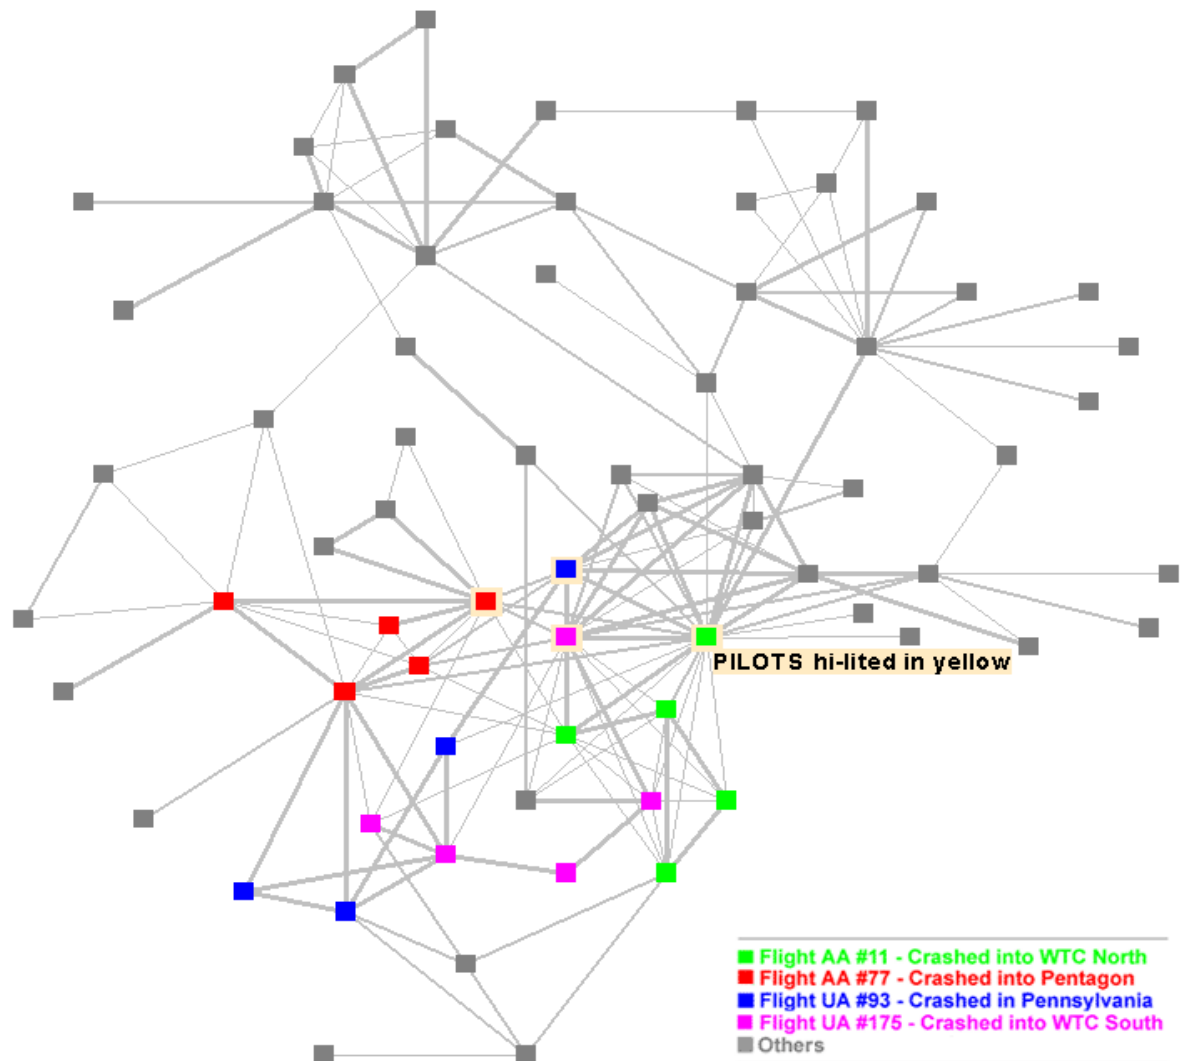 PILOTS hi-lited in yellow
Flight AA #11 - Crashed into WTC North
Flight AA #77 - Crashed into Pentagon
Flight UA #93 - Crashed in Pennsylvania
Flight UA #175 - Crashed into WTC South
Others